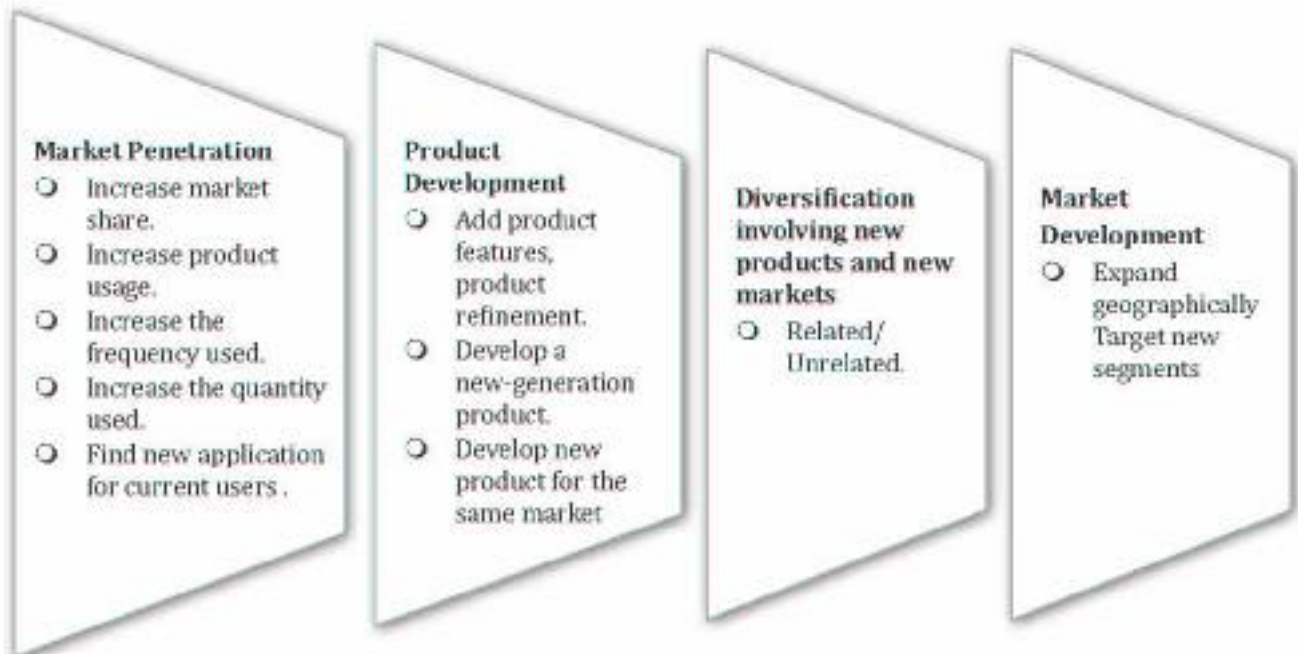 Market Penetration
❍ Increase market
share.
❍ Increase product
usage.
❍ Increase the
frequency used.
❍ Increase the quantity
used.
❍ Find new application
for current users .
Product
Development
❍ Add product
features,
product
refinement.
❍ Develop a
new-generation
product.
❍ Develop new
product for the
same market
Diversification
involving new
products and new
markets
❍ Related/
Unrelated.
Market
Development
❍ Expand
geographically
Target new
segments